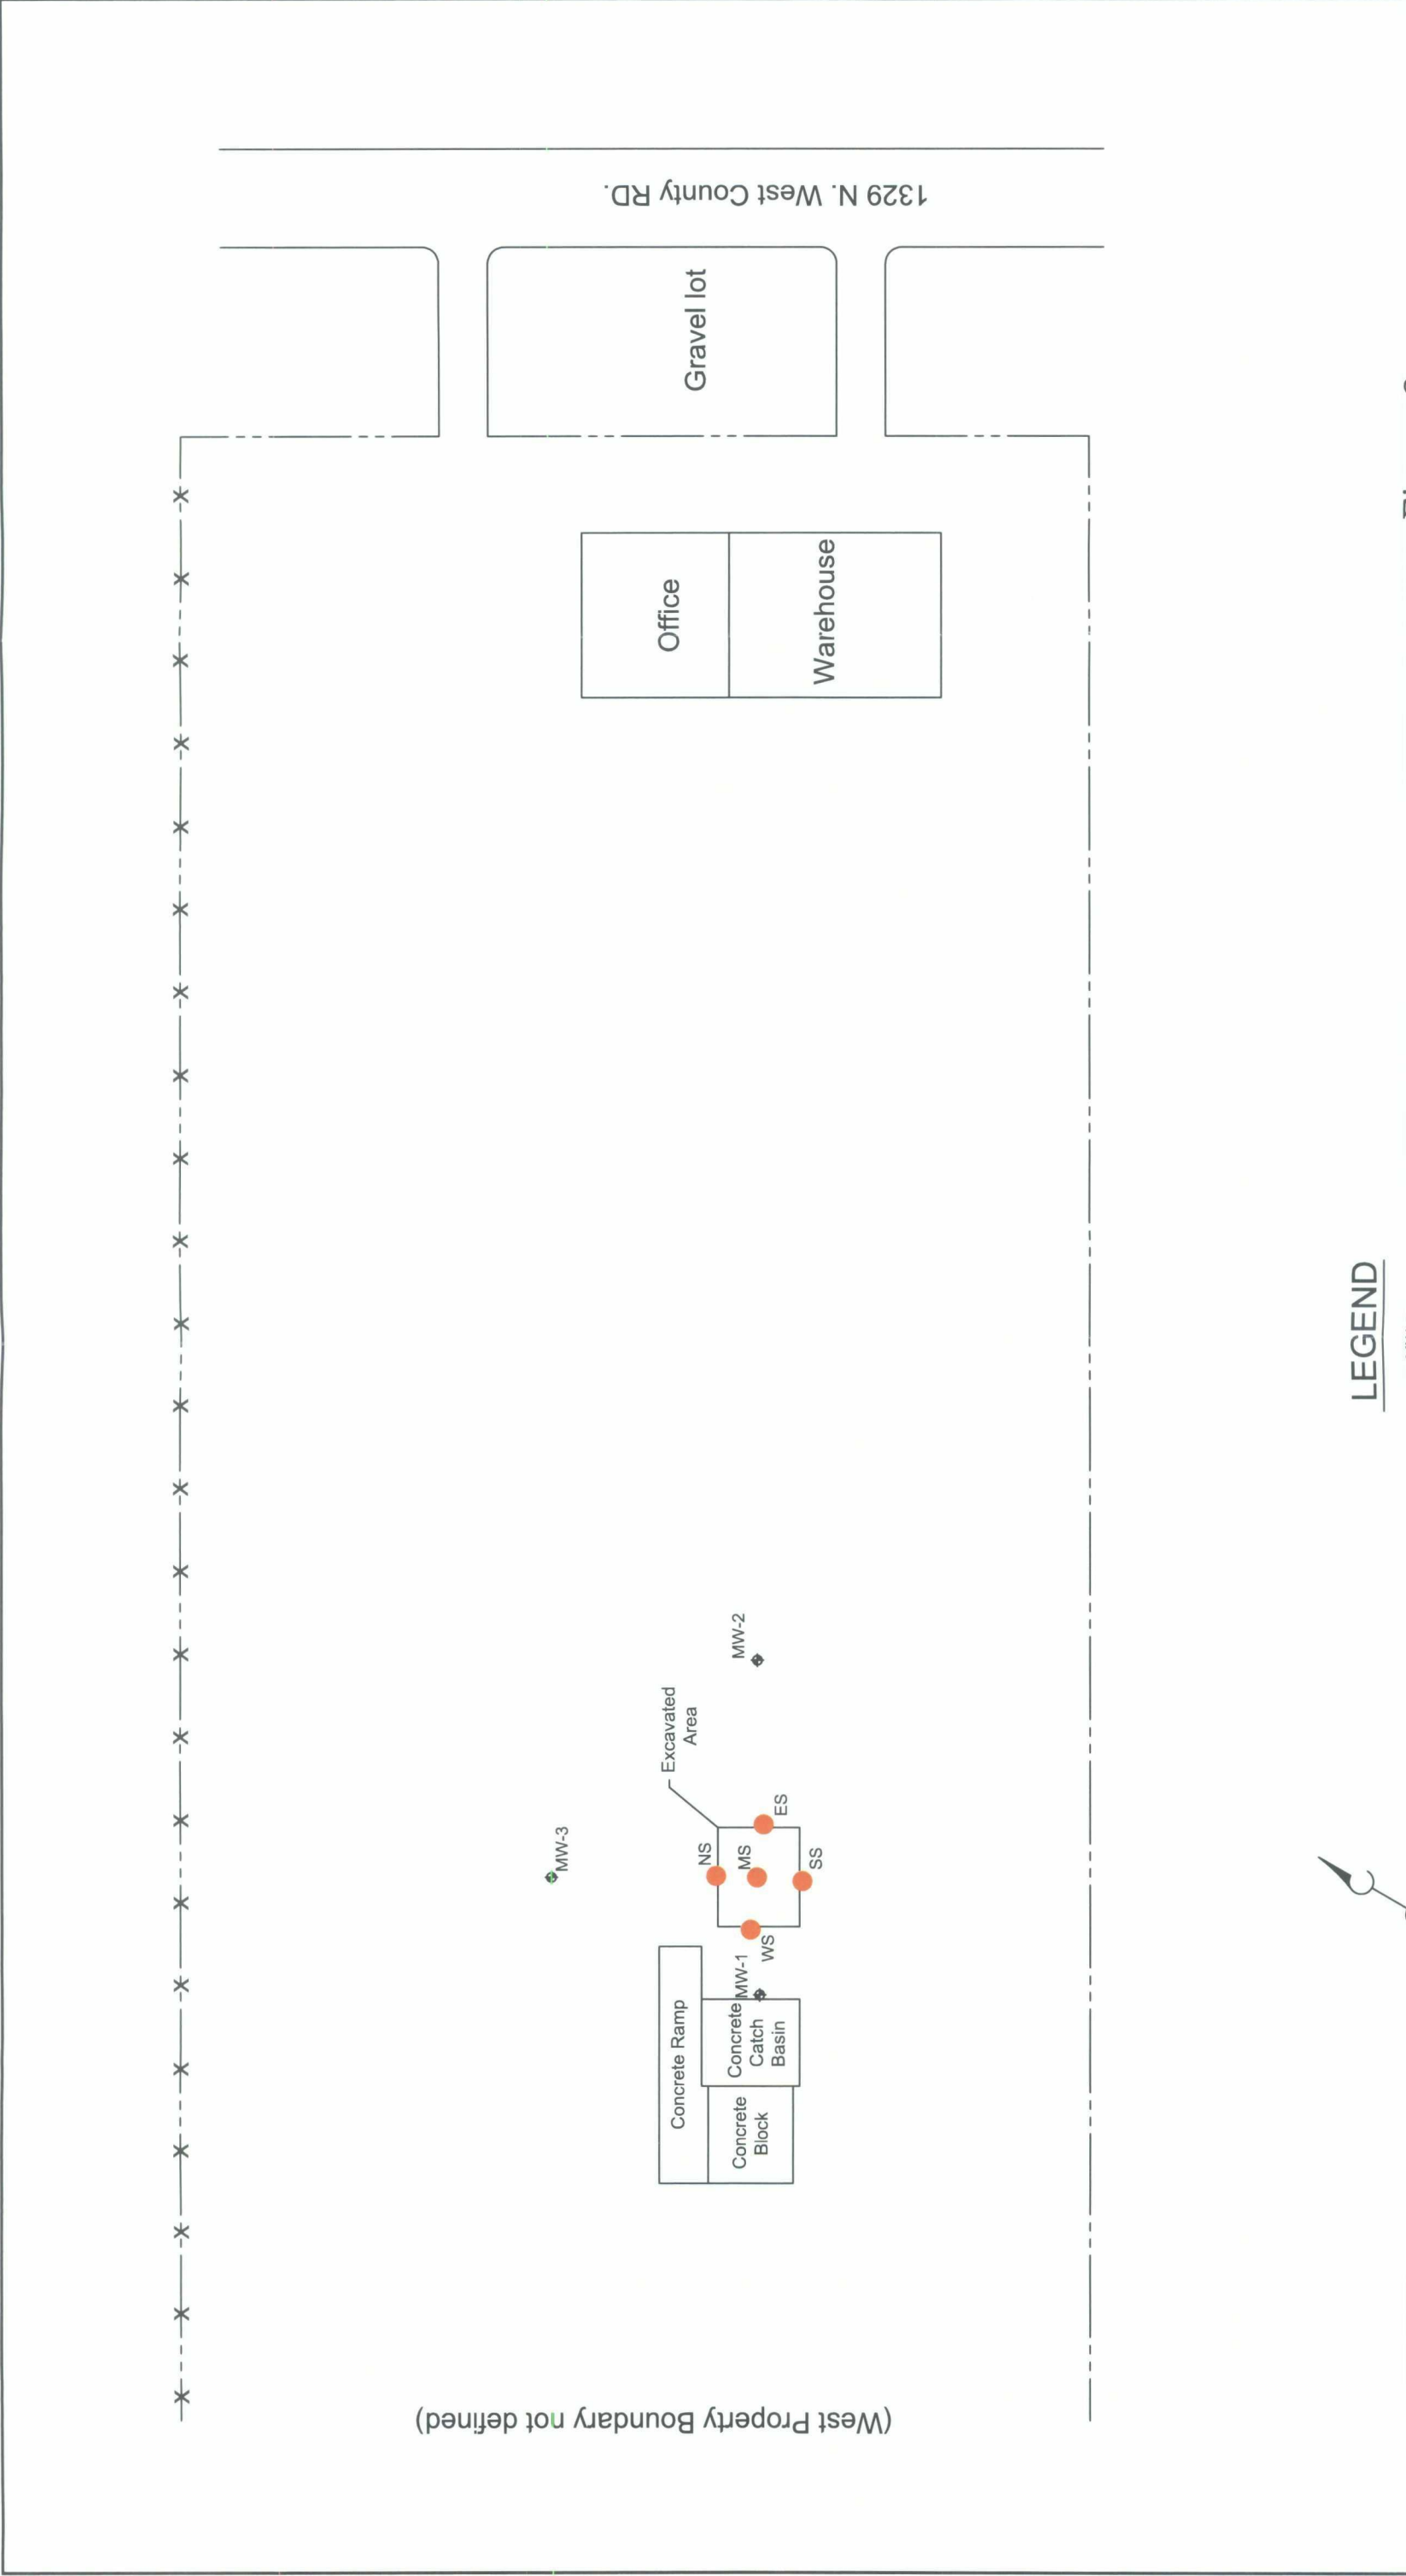 1329 N. West County RD.
Gravel lot
Office
Warehouse
MW-2
Excavated
Area
MW-3
NS
MS
ES
SS
WS
MW-1
Concrete Ramp
Concrete
Catch
Basin
Concrete
Block
(West Property Boundary not defined)
LEGEND